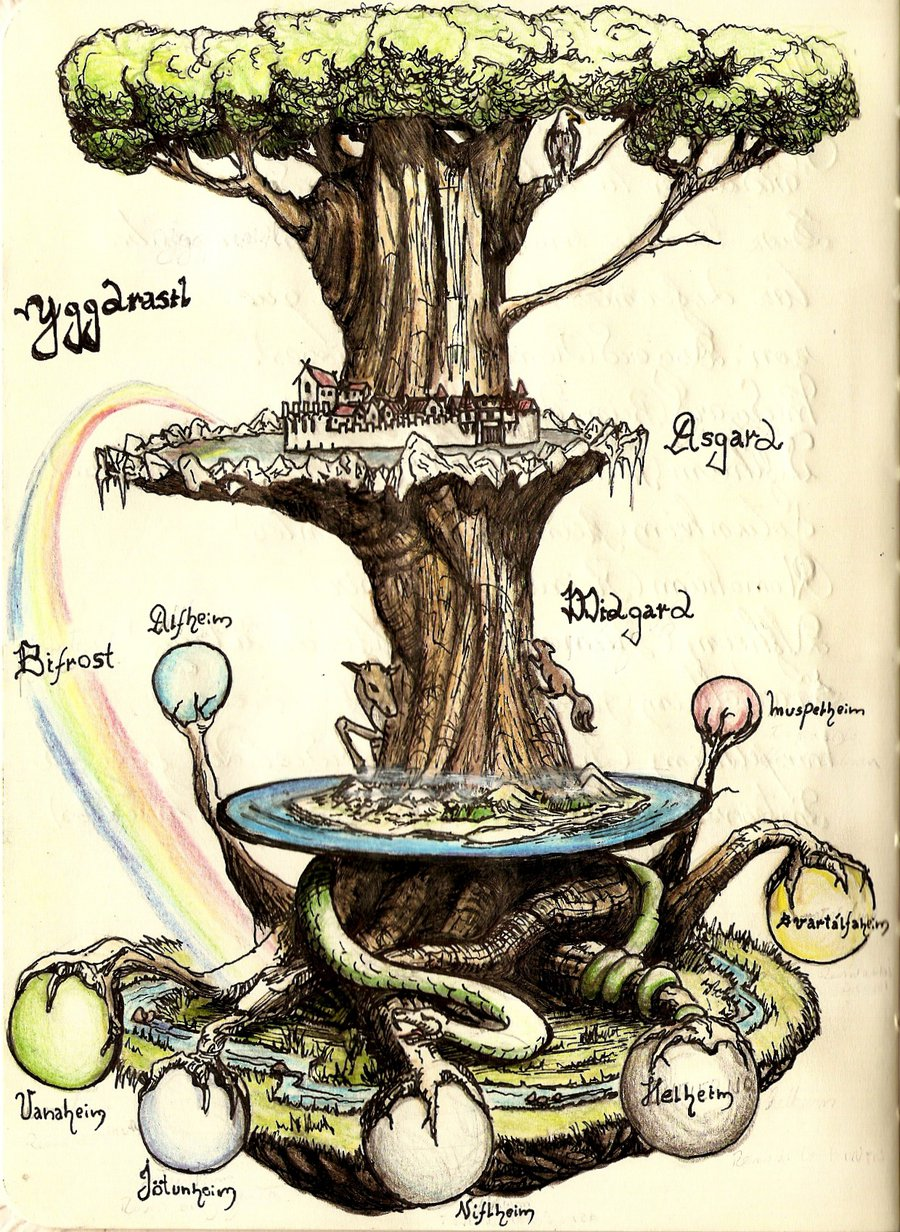 Yggdrasil
Asgard
Midgard
Alfheim
Bifrost
muspelheim
svartálfaheim
Vanaheim
Helheim
Jötunheim
Niflheim